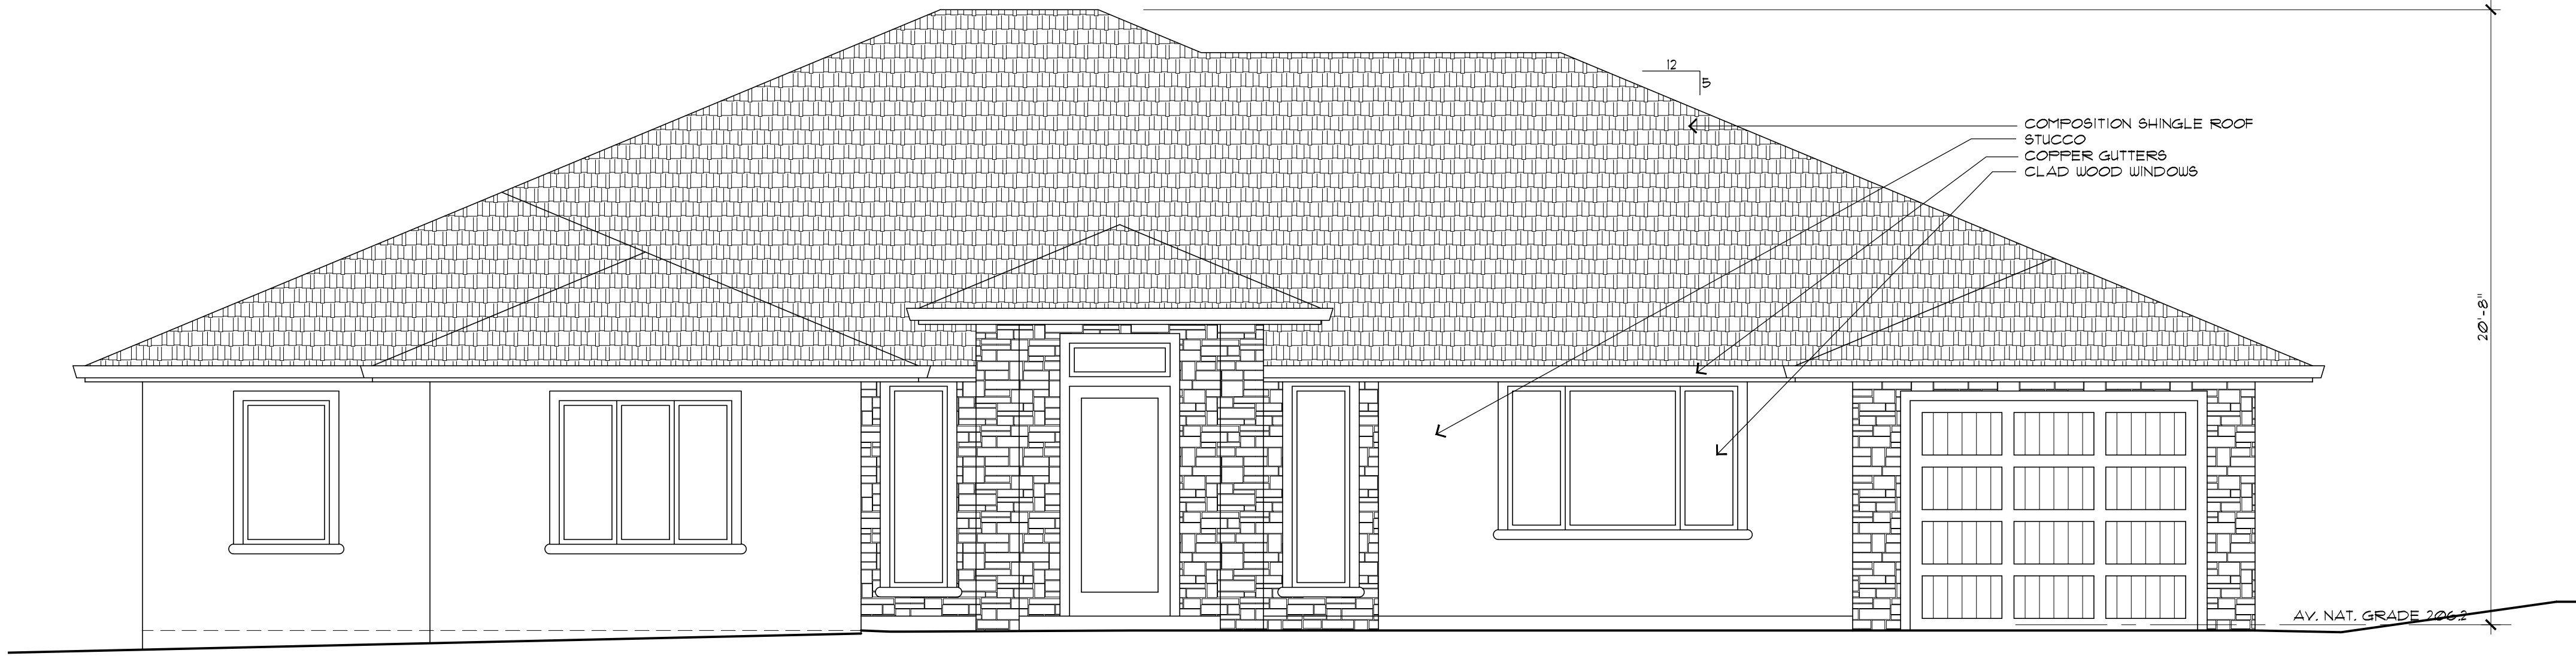 12
5
COMPOSITION SHINGLE ROOF
STUCCO
COPPER GUTTERS
CLAD WOOD WINDOWS
20'-8"
AV. NAT. GRADE 206.2